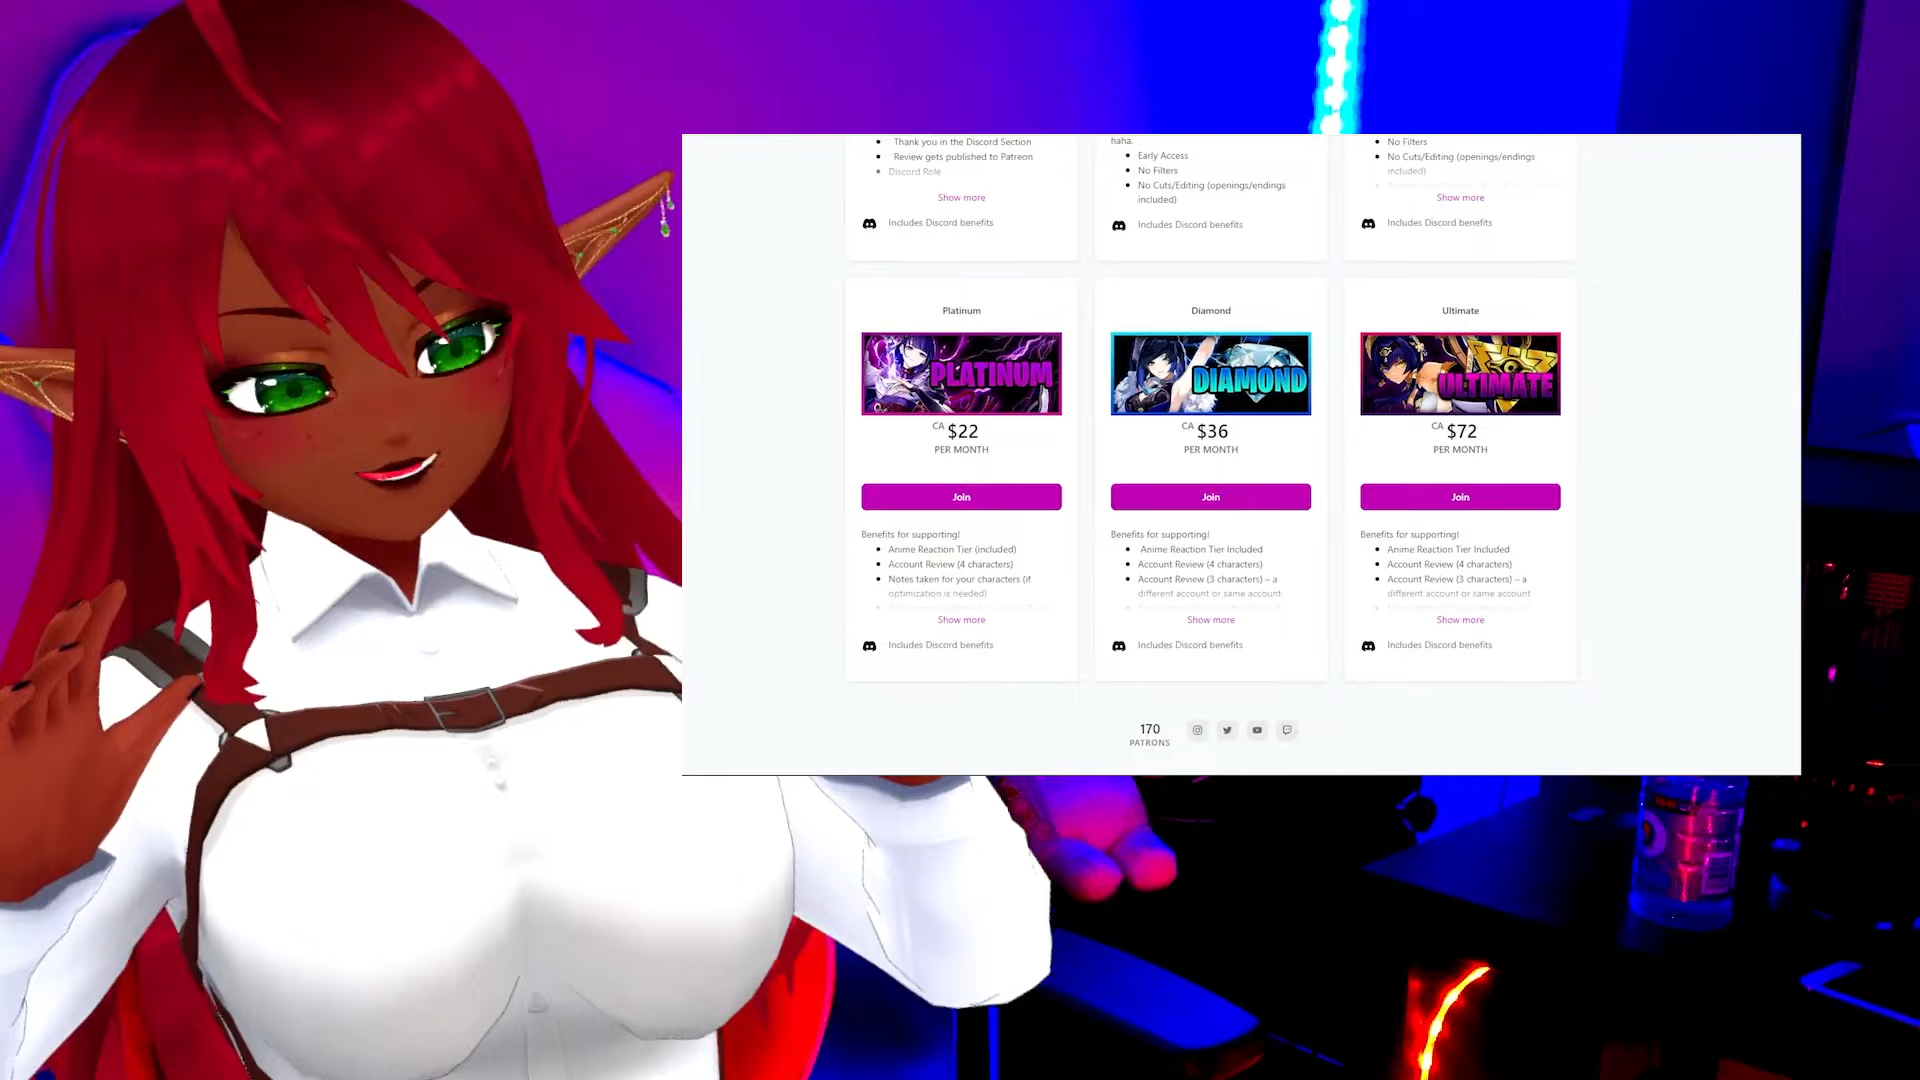 Thank you in the Discord Section
Review gets published to Patreon
Discord Role
Show more
Includes Discord benefits
haha.
Early Access
No Filters
No Cuts/Editing (openings/endings
included)
Includes Discord benefits
No Filters
No Cuts/Editing (openings/endings
included)
Show more
Includes Discord benefits
Platinum
PLATINUM
CA $22
PER MONTH
Join
Benefits for supporting!
Anime Reaction Tier (included)
Account Review (4 characters)
Notes taken for your characters (if
optimization is needed)
Show more
Includes Discord benefits
Diamond
DIAMOND
CA $36
PER MONTH
Join
Benefits for supporting!
Anime Reaction Tier Included
Account Review (4 characters)
Account Review (3 characters) – a
different account or same account
Show more
Includes Discord benefits
Ultimate
ULTIMATE
CA $72
PER MONTH
Join
Benefits for supporting!
Anime Reaction Tier Included
Account Review (4 characters)
Account Review (3 characters) – a
different account or same account
Show more
Includes Discord benefits
170
PATRONS